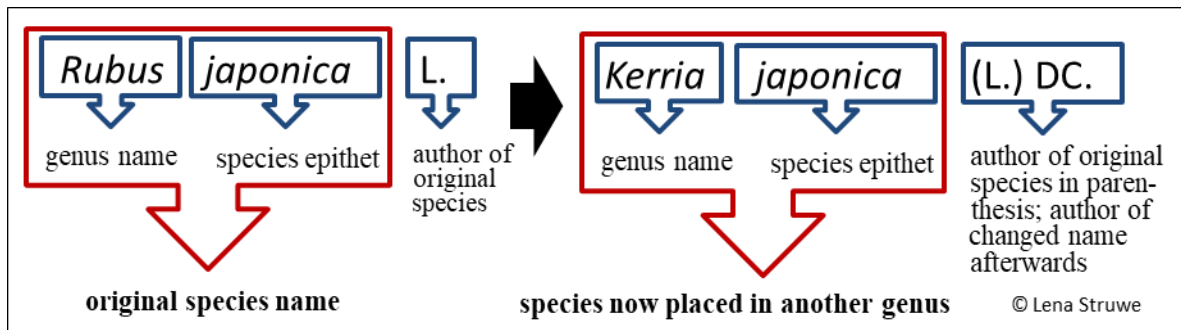 Rubus japonica L.
genus name species epithet
author of
original
species
original species name
Kerria japonica (L.) DC.
genus name species epithet
author of original
species in paren-
thesis; author of
changed name
afterwards
species now placed in another genus
© Lena Struwe